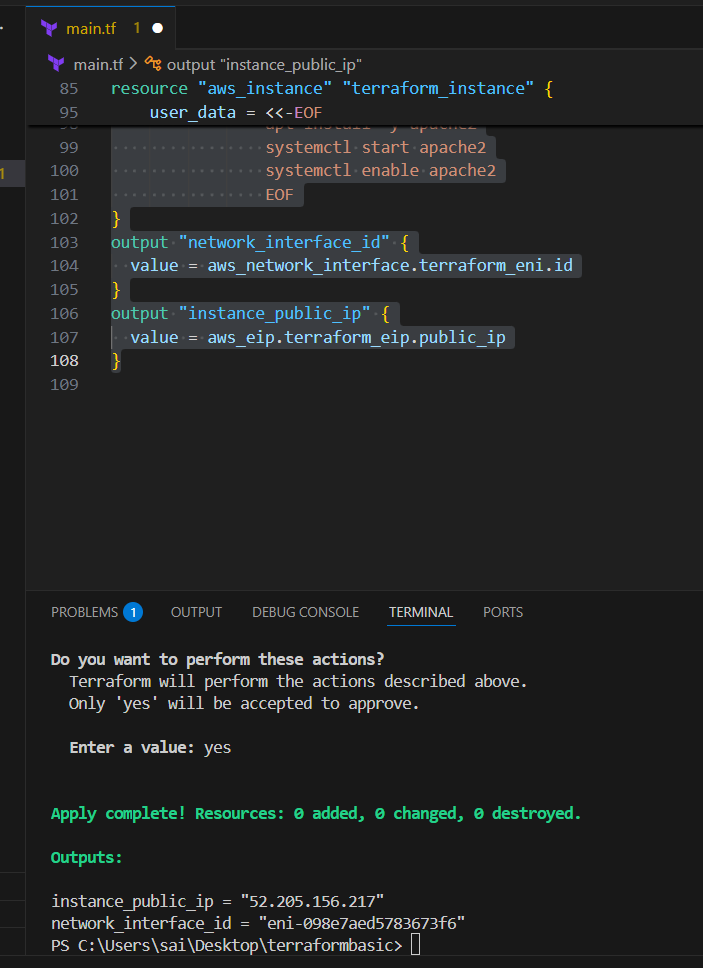 main.tf 1
main.tf > output "instance_public_ip"
85 resource "aws_instance" "terraform_instance" {
95 user_data = <<-EOF
98 apt install -y apache2
99 systemctl start apache2
100 systemctl enable apache2
101 EOF
102 }
103 output "network_interface_id" {
104 value = aws_network_interface.terraform_eni.id
105 }
106 output "instance_public_ip" {
107 value = aws_eip.terraform_eip.public_ip
108 }
109
1
PROBLEMS 1 OUTPUT DEBUG CONSOLE TERMINAL PORTS
Do you want to perform these actions?
Terraform will perform the actions described above.
Only 'yes' will be accepted to approve.
Enter a value: yes
Apply complete! Resources: 0 added, 0 changed, 0 destroyed.
Outputs:
instance_public_ip = "52.205.156.217"
network_interface_id = "eni-098e7aed5783673f6"
PS C:\Users\sai\Desktop\terraformbasic>